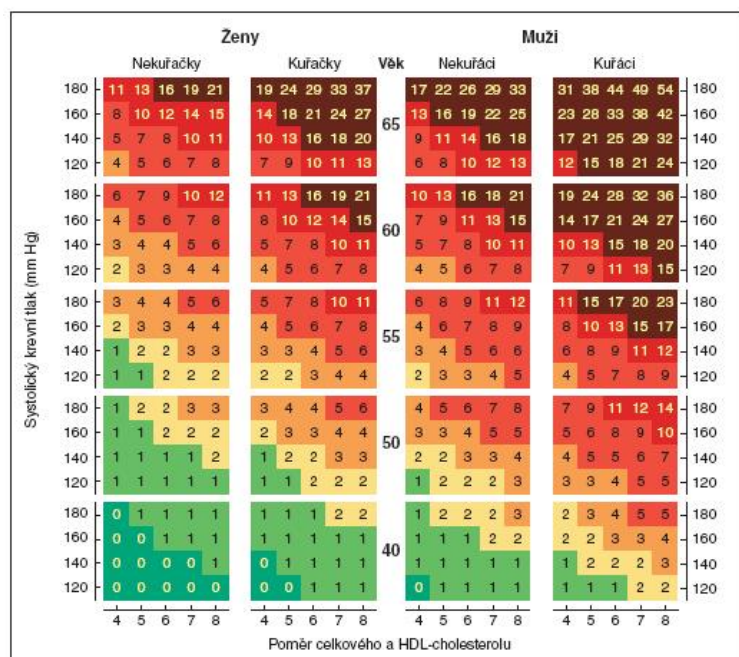 Ženy Muži
Nekuřačky Kuřačky Věk Nekuřáci Kuřáci
180 11 13 16 19 21 19 24 29 33 37 17 22 26 29 33 31 38 44 49 54 180
160 8 10 12 14 15 14 18 21 24 27 13 16 19 22 25 23 28 33 38 42 160
65
140 5 7 8 10 11 10 13 16 18 20 9 11 14 16 18 17 21 25 29 32 140
120 4 5 6 7 8 7 9 10 11 13 6 8 10 12 13 12 15 18 21 24 120
180 6 7 9 10 12 11 13 16 19 21 10 13 16 18 21 19 24 28 32 36 180
160 4 5 6 7 8 8 10 12 14 15 7 9 11 13 15 14 17 21 24 27 160
60
140 3 4 4 5 6 5 7 8 10 11 5 7 8 10 11 10 13 15 18 20 140
120 2 3 3 4 4 4 5 6 7 8 4 5 6 7 8 7 9 11 13 15 120
180 3 4 4 5 6 5 7 8 10 11 6 8 9 11 12 11 15 17 20 23 180
160 2 3 3 4 4 4 5 6 7 8 4 6 7 8 9 8 10 13 15 17 160
55
140 1 2 2 3 3 3 3 4 5 6 3 4 5 6 6 6 8 9 11 12 140
120 1 1 2 2 2 2 2 3 4 4 2 3 3 4 5 4 5 7 8 9 120
180 1 2 2 3 3 3 4 4 5 6 4 5 6 7 8 7 9 11 12 14 180
160 1 1 2 2 2 2 3 3 4 4 3 3 4 5 5 5 6 8 9 10 160
50
140 1 1 1 1 2 1 2 2 3 3 2 2 3 3 4 4 5 5 6 7 140
120 1 1 1 1 1 1 1 2 2 2 1 2 2 2 3 3 3 4 5 5 120
180 0 1 1 1 1 1 1 1 2 2 1 2 2 2 3 2 3 4 5 5 180
160 0 0 1 1 1 1 1 1 1 1 1 1 1 2 2 2 2 3 3 4 160
40
140 0 0 0 0 1 0 1 1 1 1 1 1 1 1 1 1 2 2 2 3 140
120 0 0 0 0 0 0 0 1 1 1 0 1 1 1 1 1 1 1 2 2 120
4 5 6 7 8 4 5 6 7 8 4 5 6 7 8 4 5 6 7 8
Poměr celkového a HDL-cholesterolu
Systolický krevní tlak (mm Hg)